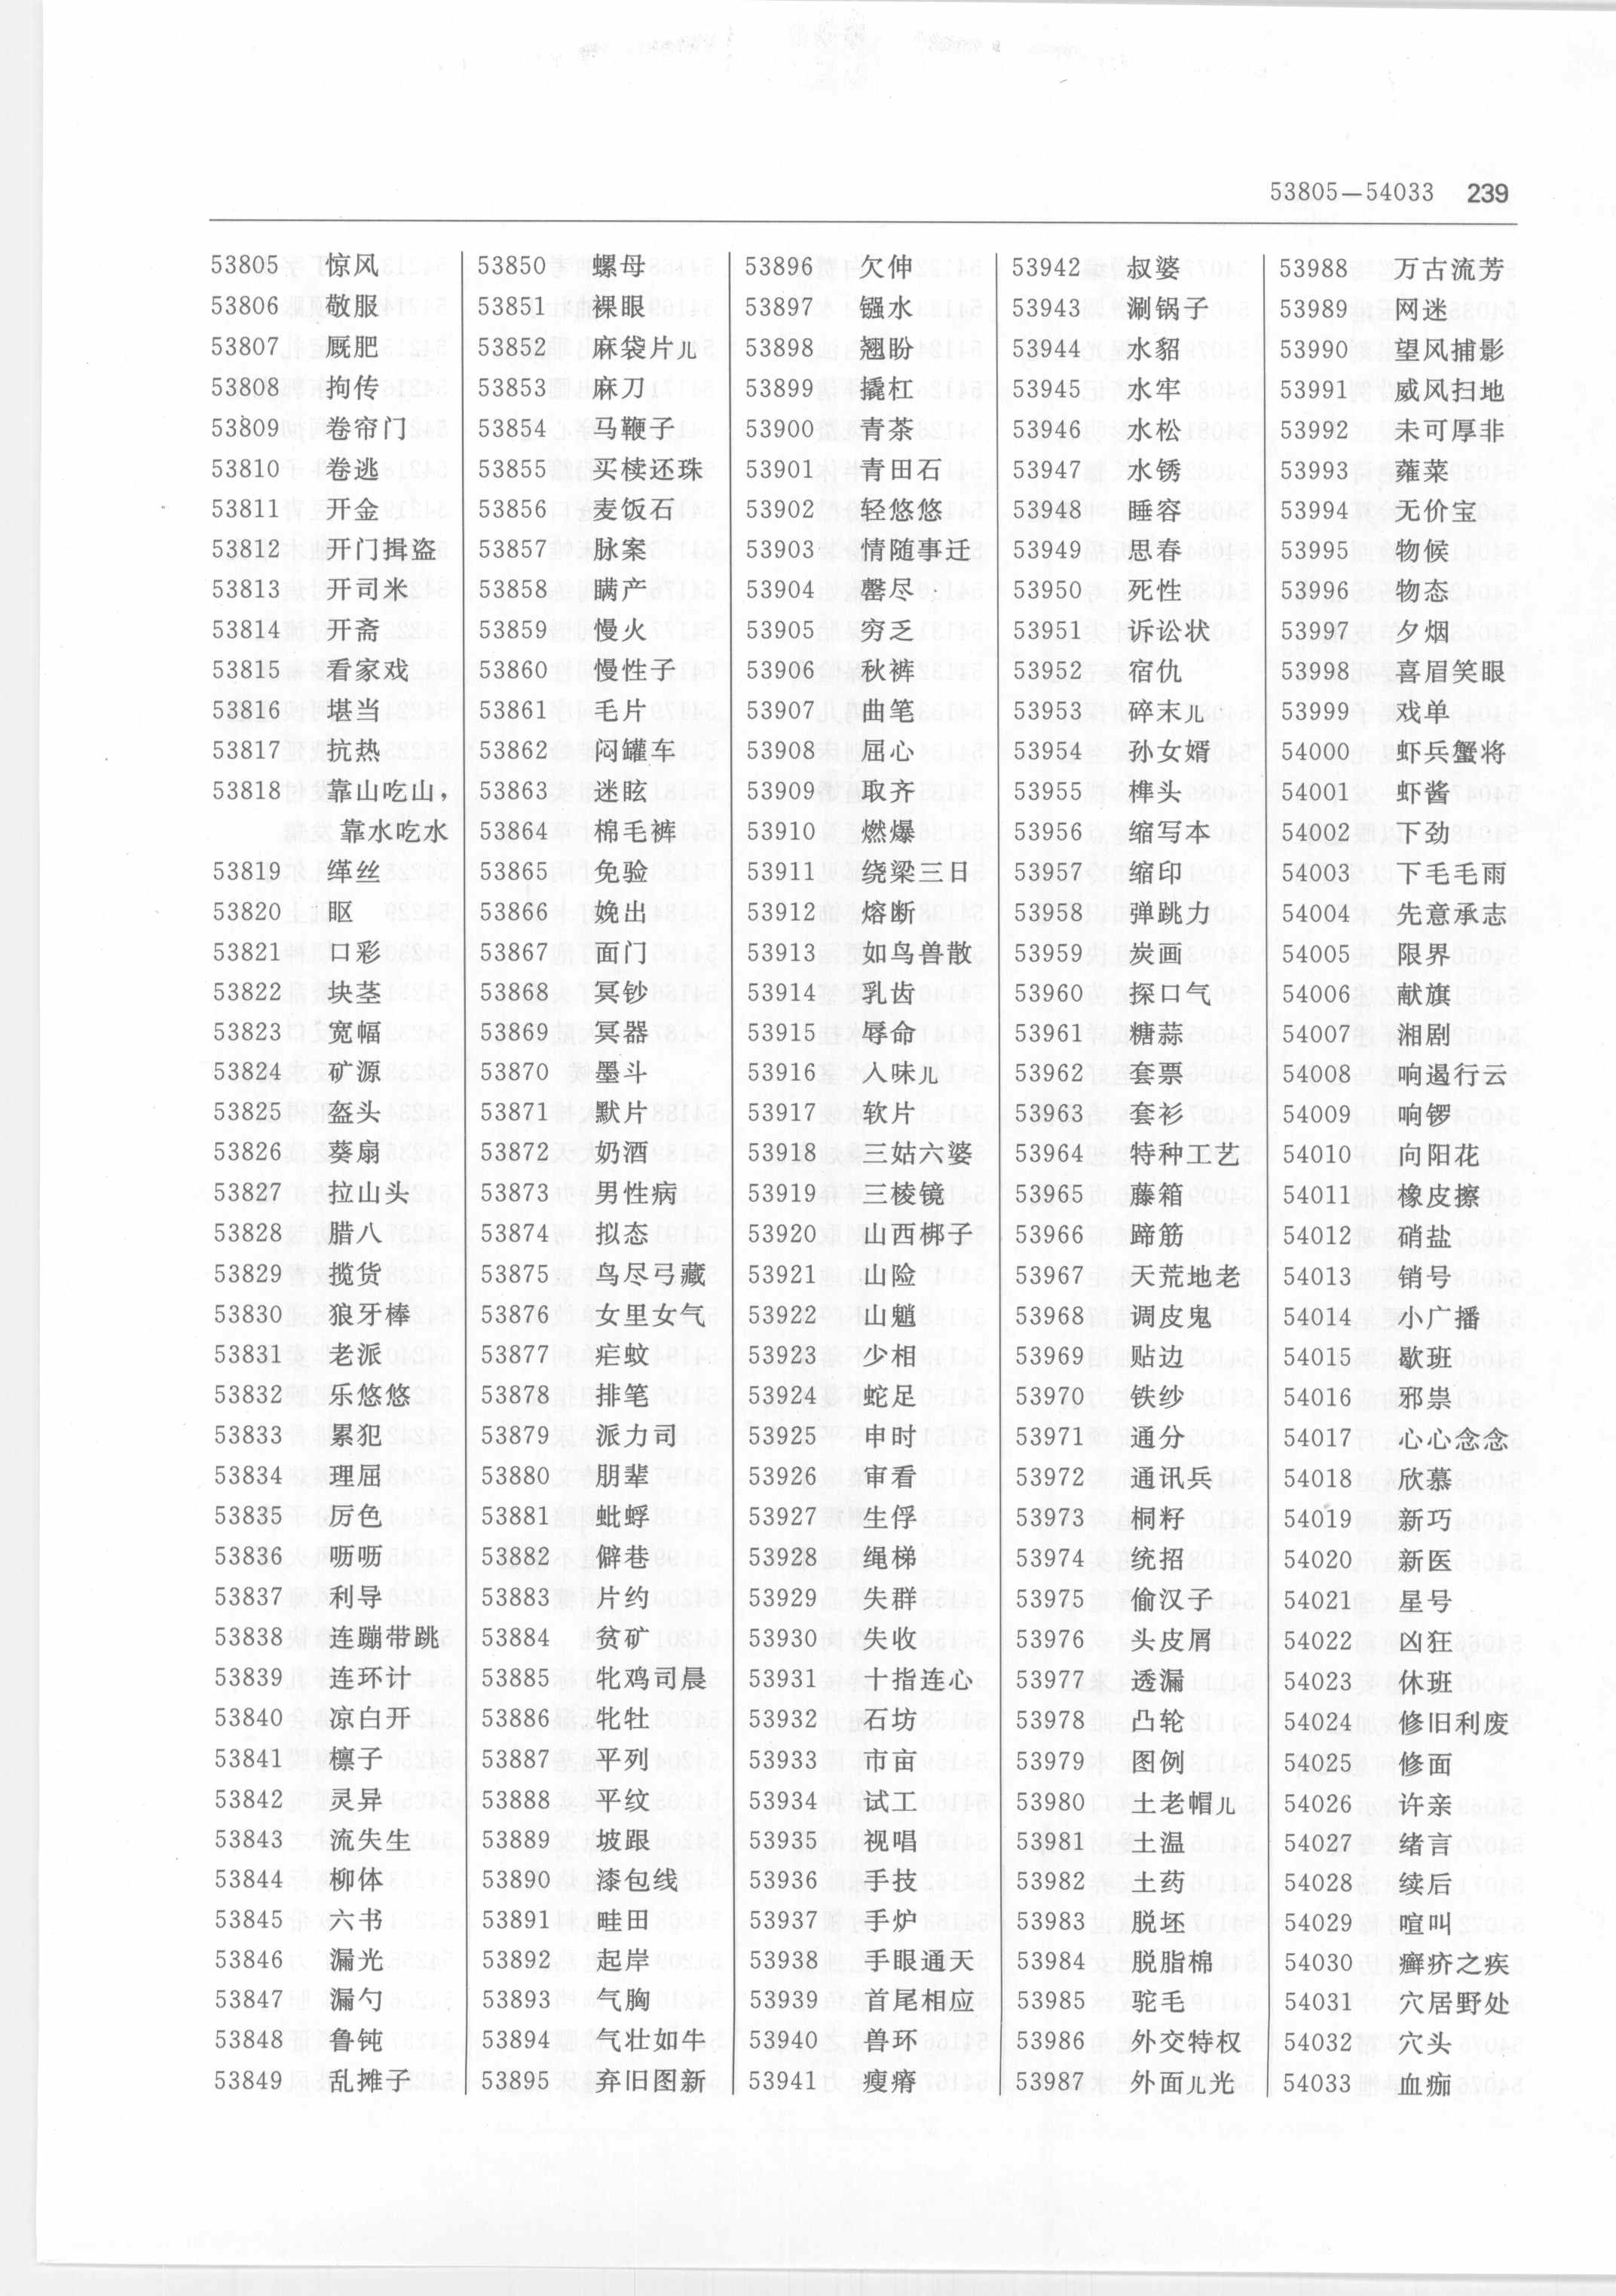 53805—54033 239
53805 惊风
53806 敬服
53807 厩肥
53808 拘传
53809 卷帘门
53810 卷逃
53811 开金
53812 开门揖盗
53813 开司米
53814 开斋
53815 看家戏
53816 堪当
53817 抗热
53818 靠山吃山，
靠水吃水
53819 缂丝
53820 眍
53821 口彩
53822 块茎
53823 宽幅
53824 矿源
53825 盔头
53826 葵扇
53827 拉山头
53828 腊八
53829 揽货
53830 狼牙棒
53831 老派
53832 乐悠悠
53833 累犯
53834 理屈
53835 厉色
53836 呖呖
53837 利导
53838 连蹦带跳
53839 连环计
53840 凉白开
53841 檩子
53842 灵异
53843 流失生
53844 柳体
53845 六书
53846 漏光
53847 漏勺
53848 鲁钝
53849 乱摊子
53850 螺母
53851 裸眼
53852 麻袋片儿
53853 麻刀
53854 马鞭子
53855 买椟还珠
53856 麦饭石
53857 脉案
53858 瞒产
53859 慢火
53860 慢性子
53861 毛片
53862 闷罐车
53863 迷眩
53864 棉毛裤
53865 免验
53866 娩出
53867 面门
53868 冥钞
53869 冥器
53870 墨斗
53871 默片
53872 奶酒
53873 男性病
53874 拟态
53875 鸟尽弓藏
53876 女里女气
53877 疟蚊
53878 排笔
53879 派力司
53880 朋辈
53881 蚍蜉
53882 僻巷
53883 片约
53884 贫矿
53885 牝鸡司晨
53886 牝牡
53887 平列
53888 平纹
53889 坡跟
53890 漆包线
53891 畦田
53892 起岸
53893 气胸
53894 气壮如牛
53895 弃旧图新
53896 欠伸
53897 镪水
53898 翘盼
53899 撬杠
53900 青茶
53901 青田石
53902 轻悠悠
53903 情随事迁
53904 罄尽
53905 穷乏
53906 秋裤
53907 曲笔
53908 屈心
53909 取齐
53910 燃爆
53911 绕梁三日
53912 熔断
53913 如鸟兽散
53914 乳齿
53915 辱命
53916 人味儿
53917 软片
53918 三姑六婆
53919 三棱镜
53920 山西梆子
53921 山险
53922 山魈
53923 少相
53924 蛇足
53925 申时
53926 审看
53927 生俘
53928 绳梯
53929 失群
53930 失收
53931 十指连心
53932 石坊
53933 市亩
53934 试工
53935 视唱
53936 手技
53937 手炉
53938 手眼通天
53939 首尾相应
53940 兽环
53941 瘦瘠
53942 叔婆
53943 涮锅子
53944 水貂
53945 水牢
53946 水松
53947 水锈
53948 睡容
53949 思春
53950 死性
53951 诉讼状
53952 宿仇
53953 碎末儿
53954 孙女婿
53955 榫头
53956 缩写本
53957 缩印
53958 弹跳力
53959 炭画
53960 探口气
53961 糖蒜
53962 套票
53963 套衫
53964 特种工艺
53965 藤箱
53966 蹄筋
53967 天荒地老
53968 调皮鬼
53969 贴边
53970 铁纱
53971 通分
53972 通讯兵
53973 桐籽
53974 统招
53975 偷汉子
53976 头皮屑
53977 透漏
53978 凸轮
53979 图例
53980 土老帽儿
53981 土温
53982 土药
53983 脱坯
53984 脱脂棉
53985 驼毛
53986 外交特权
53987 外面儿光
53988 万古流芳
53989 网迷
53990 望风捕影
53991 威风扫地
53992 未可厚非
53993 蕹菜
53994 无价宝
53995 物候
53996 物态
53997 夕烟
53998 喜眉笑眼
53999 戏单
54000 虾兵蟹将
54001 虾酱
54002 下劲
54003 下毛毛雨
54004 先意承志
54005 限界
54006 献旗
54007 湘剧
54008 响遏行云
54009 响锣
54010 向阳花
54011 橡皮擦
54012 硝盐
54013 销号
54014 小广播
54015 歇班
54016 邪祟
54017 心心念念
54018 欣慕
54019 新巧
54020 新医
54021 星号
54022 凶狂
54023 休班
54024 修旧利废
54025 修面
54026 许亲
54027 绪言
54028 续后
54029 喧叫
54030 癣疥之疾
54031 穴居野处
54032 穴头
54033 血痂